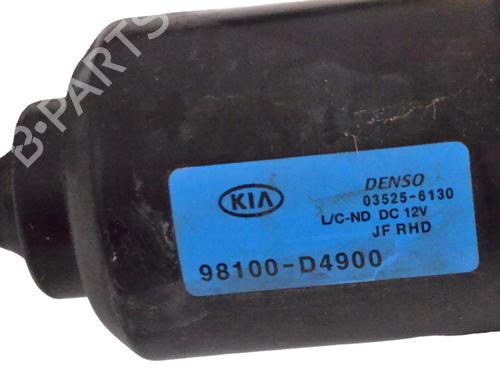 B-PARTS
KIA
DENSO
03525-6130
L/C-ND DC 12V
JF RHD
98100-D4900